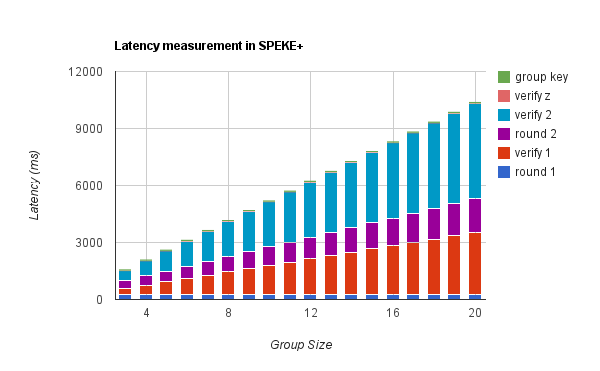 Latency measurement in SPEKE+
12000
9000
6000
3000
0
Latency (ms)
4
8
12
16
20
Group Size
group key
verify z
verify 2
round 2
verify 1
round 1